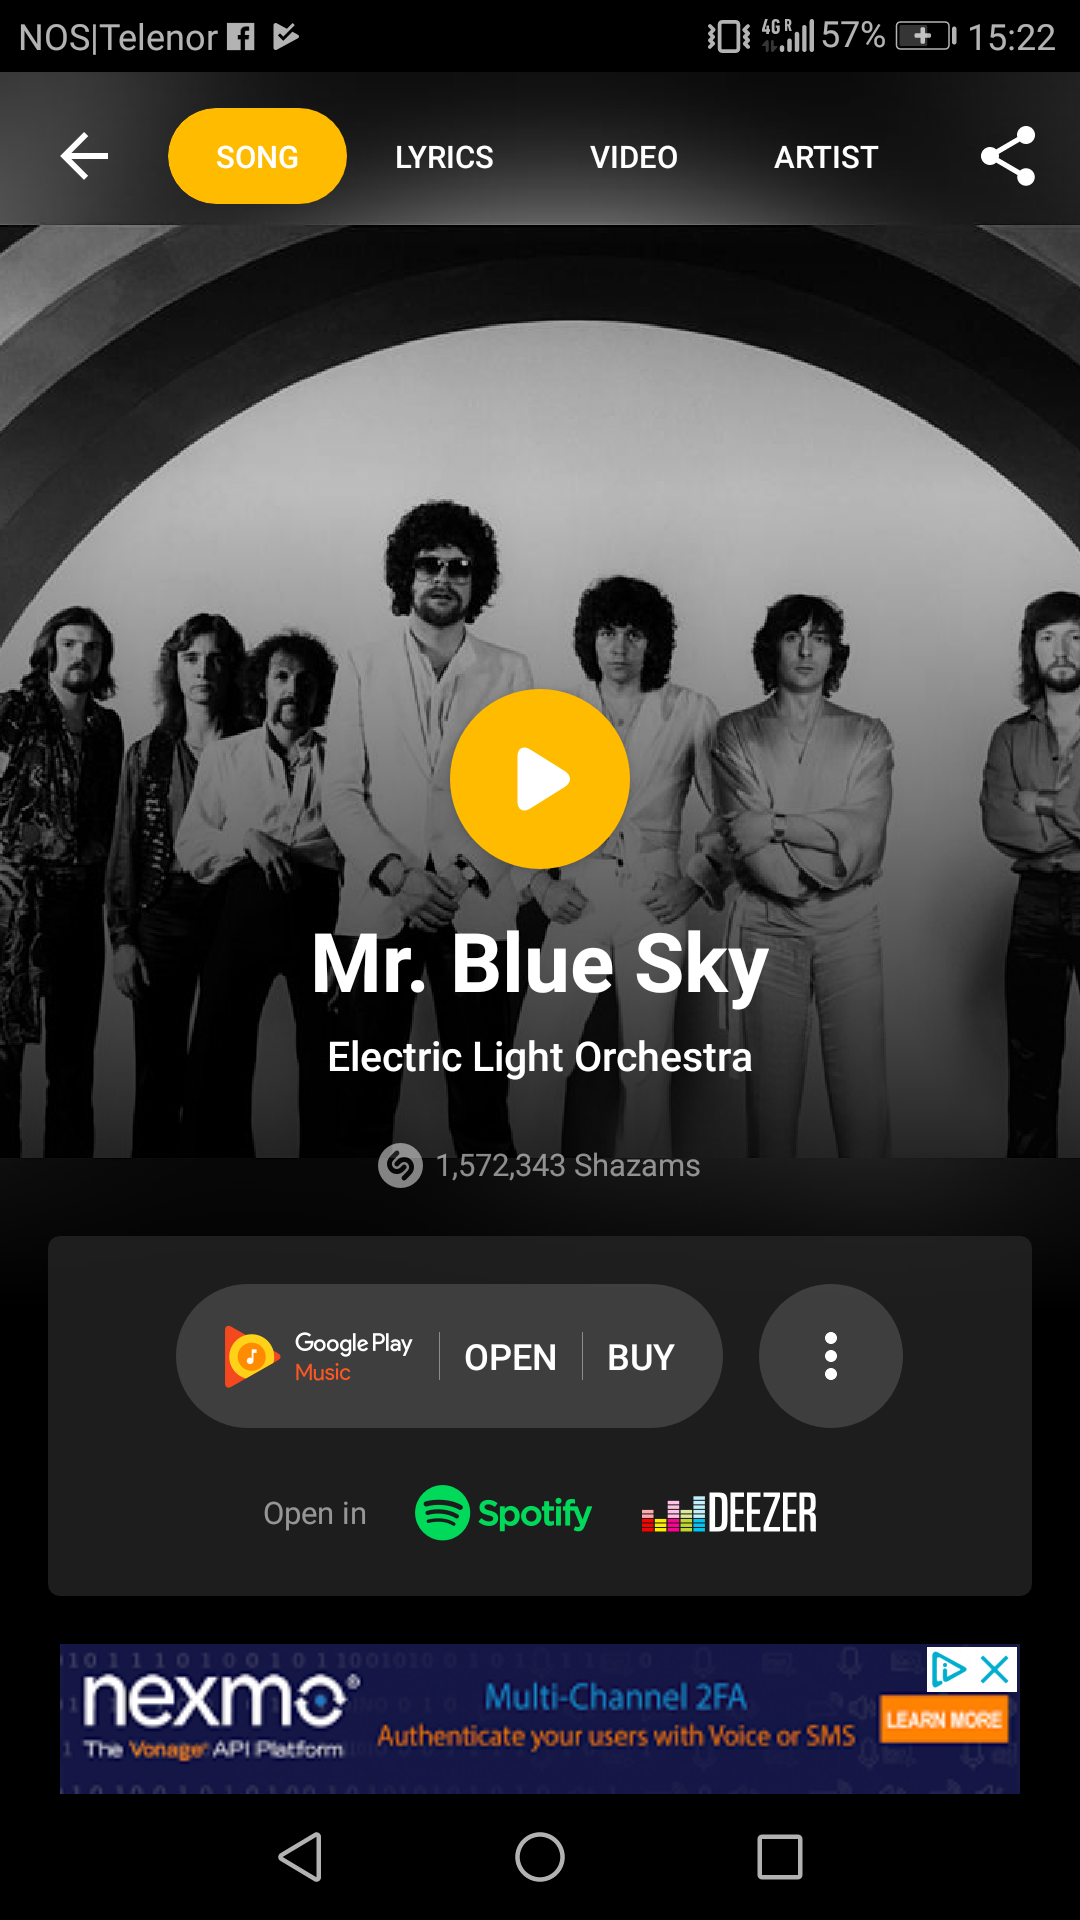 NOS|Telenor 4G R 57% 15:22
SONG LYRICS VIDEO ARTIST
Mr. Blue Sky
Electric Light Orchestra
1,572,343 Shazams
Google Play
Music
OPEN BUY
Open in Spotify DEEZER
nexmo®
The Vonage API Platform
Multi-Channel 2FA
Authenticate your users with Voice or SMS
LEARN MORE